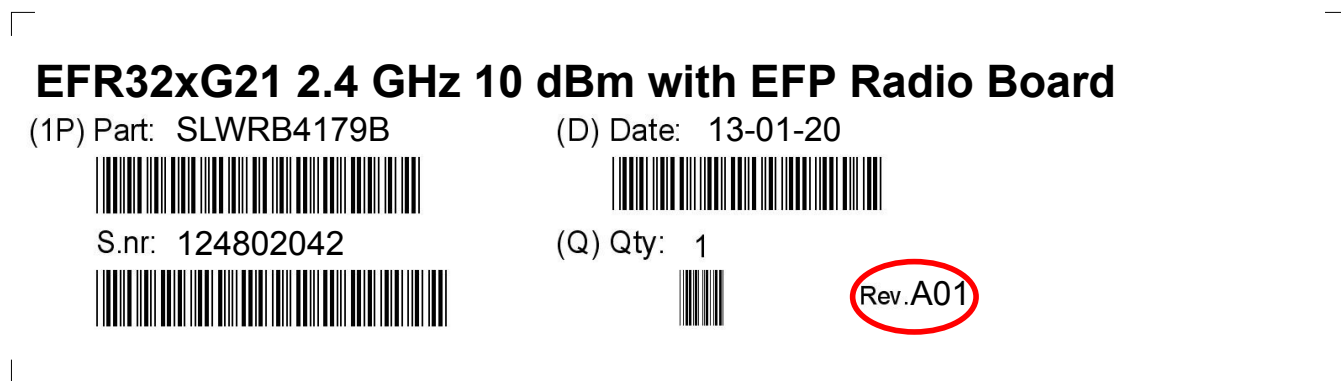 EFR32xG21 2.4 GHz 10 dBm with EFP Radio Board
(1P) Part: SLWRB4179B (D) Date: 13-01-20
S.nr: 124802042 (Q) Qty: 1
Rev.A01